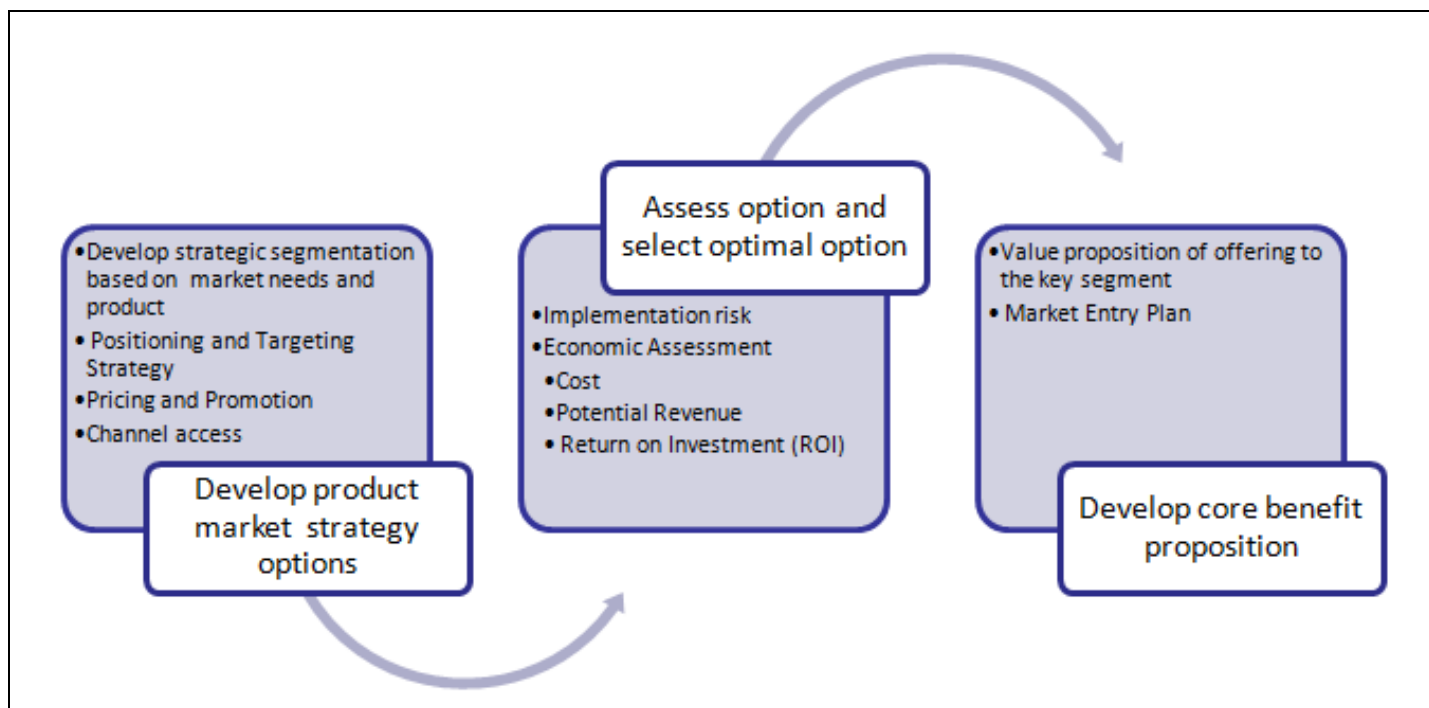 •Develop strategic segmentation
based on market needs and
product
• Positioning and Targeting
Strategy
•Pricing and Promotion
•Channel access
Develop product
market strategy
options
Assess option and
select optimal option
•Implementation risk
•Economic Assessment
•Cost
•Potential Revenue
• Return on Investment (ROI)
•Value proposition of offering to
the key segment
• Market Entry Plan
Develop core benefit
proposition